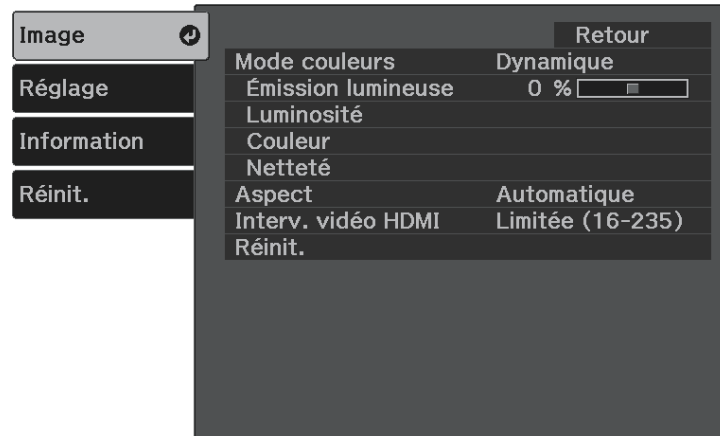 Image
Réglage
Information
Réinit.
Retour
Mode couleurs Dynamique
Émission lumineuse 0 %
Luminosité
Couleur
Netteté
Aspect Automatique
Interv. vidéo HDMI Limitée (16-235)
Réinit.